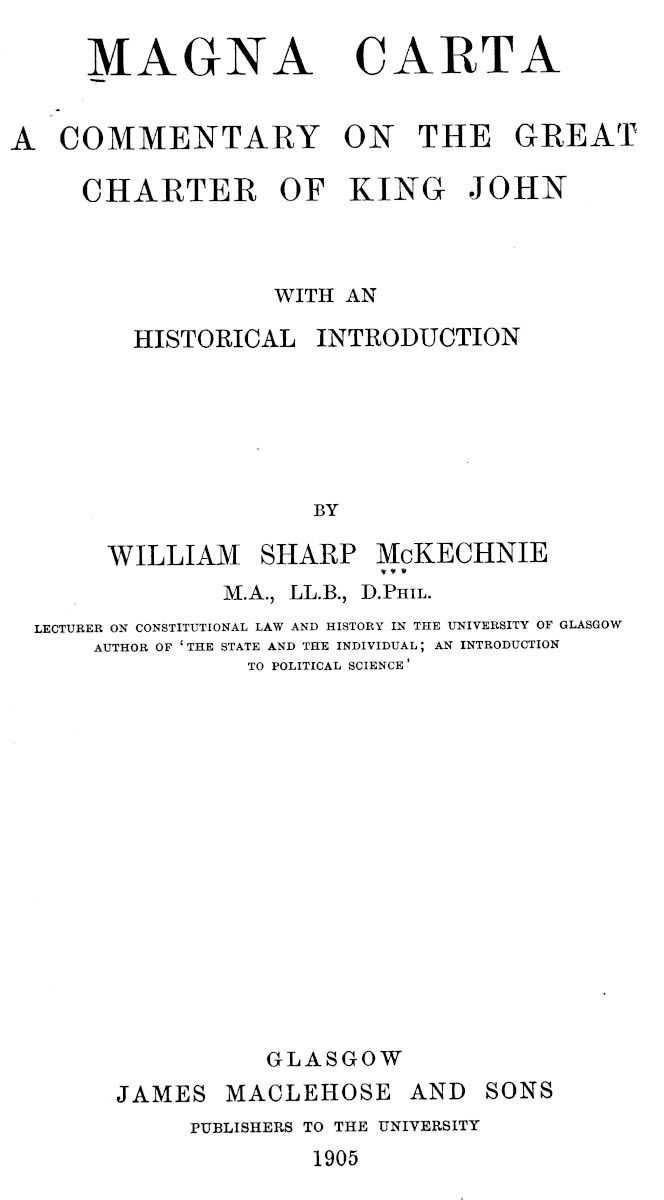 MAGNA CARTA
A COMMENTARY ON THE GREAT
CHARTER OF KING JOHN
WITH AN
HISTORICAL INTRODUCTION
BY
WILLIAM SHARP McKECHNIE
M.A., LL.B., D.PHIL.
LECTURER ON CONSTITUTIONAL LAW AND HISTORY IN THE UNIVERSITY OF GLASGOW
AUTHOR OF 'THE STATE AND THE INDIVIDUAL; AN INTRODUCTION
TO POLITICAL SCIENCE'
GLASGOW
JAMES MACLEHOSE AND SONS
PUBLISHERS TO THE UNIVERSITY
1905